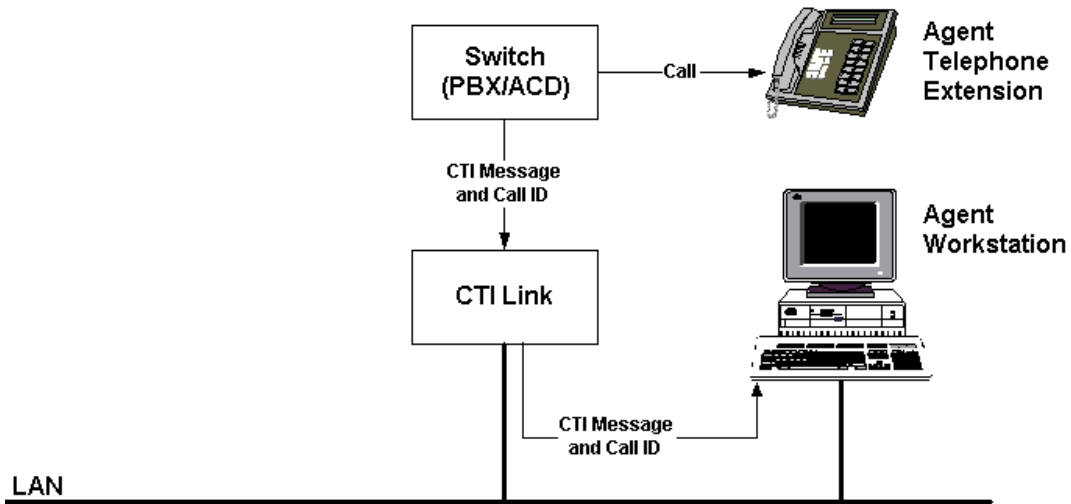 Switch
(PBX/ACD)
Call
Agent
Telephone
Extension
CTI Message
and Call ID
CTI Link
Agent
Workstation
CTI Message
and Call ID
LAN